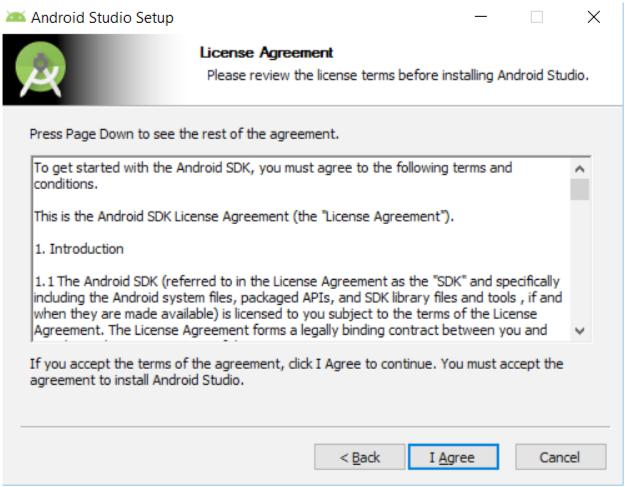 Android Studio Setup
License Agreement
Please review the license terms before installing Android Studio.
Press Page Down to see the rest of the agreement.
To get started with the Android SDK, you must agree to the following terms and
conditions.
This is the Android SDK License Agreement (the "License Agreement").
1. Introduction
1.1 The Android SDK (referred to in the License Agreement as the "SDK" and specifically
including the Android system files, packaged APIs, and SDK library files and tools , if and
when they are made available) is licensed to you subject to the terms of the License
Agreement. The License Agreement forms a legally binding contract between you and
If you accept the terms of the agreement, click I Agree to continue. You must accept the
agreement to install Android Studio.
< Back
I Agree
Cancel